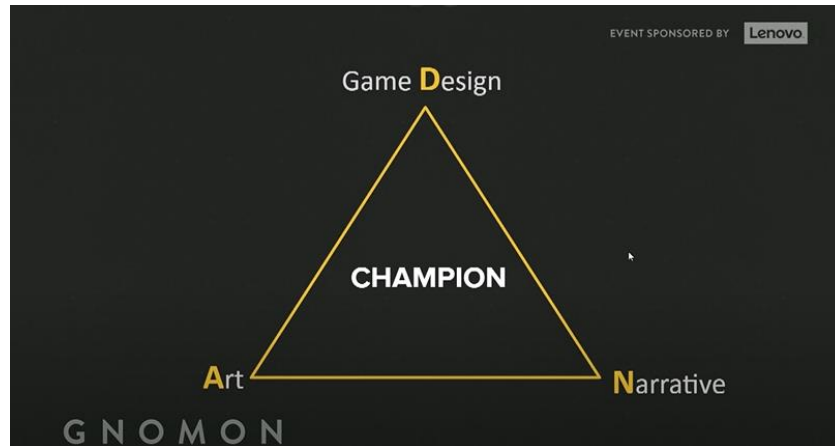 EVENT SPONSORED BY Lenovo
Game Design
CHAMPION
Art
Narrative
GNOMON